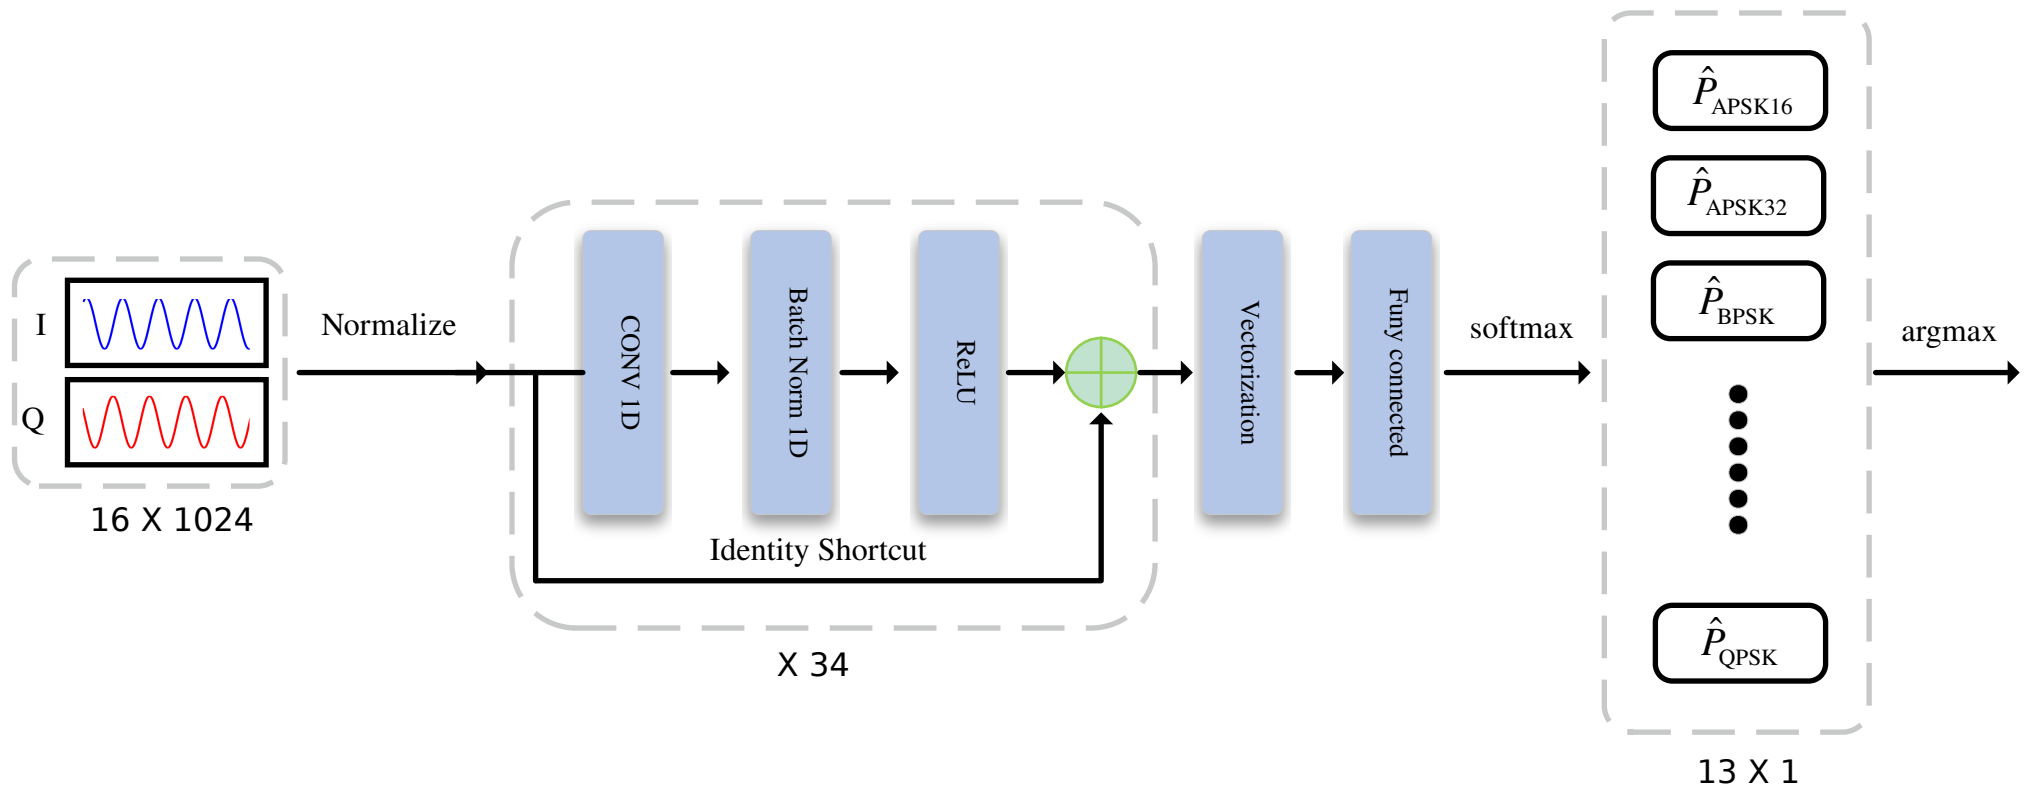 I
Q
16 X 1024
Normalize
CONV 1D
Batch Norm 1D
ReLU
Identity Shortcut
X 34
Vectorization
Funy connected
softmax
P̂APSK16
P̂APSK32
P̂BPSK
P̂QPSK
13 X 1
argmax